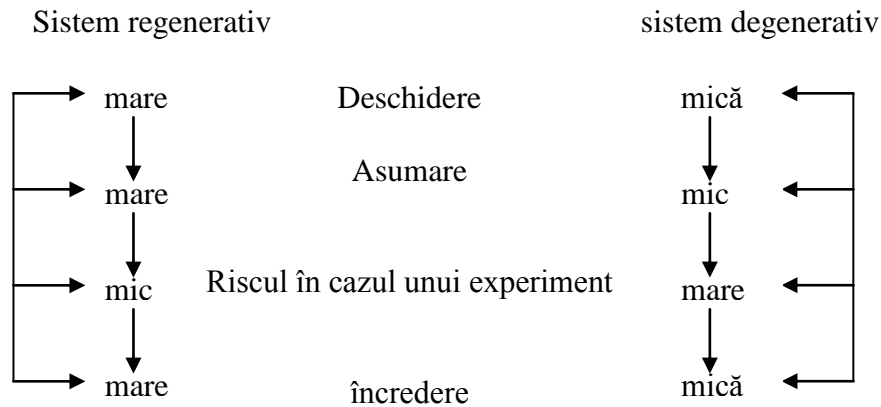 Sistem regenerativ sistem degenerativ
mare Deschidere mică
Asumare
mare mic
mic Riscul în cazul unui experiment mare
mare încredere mică